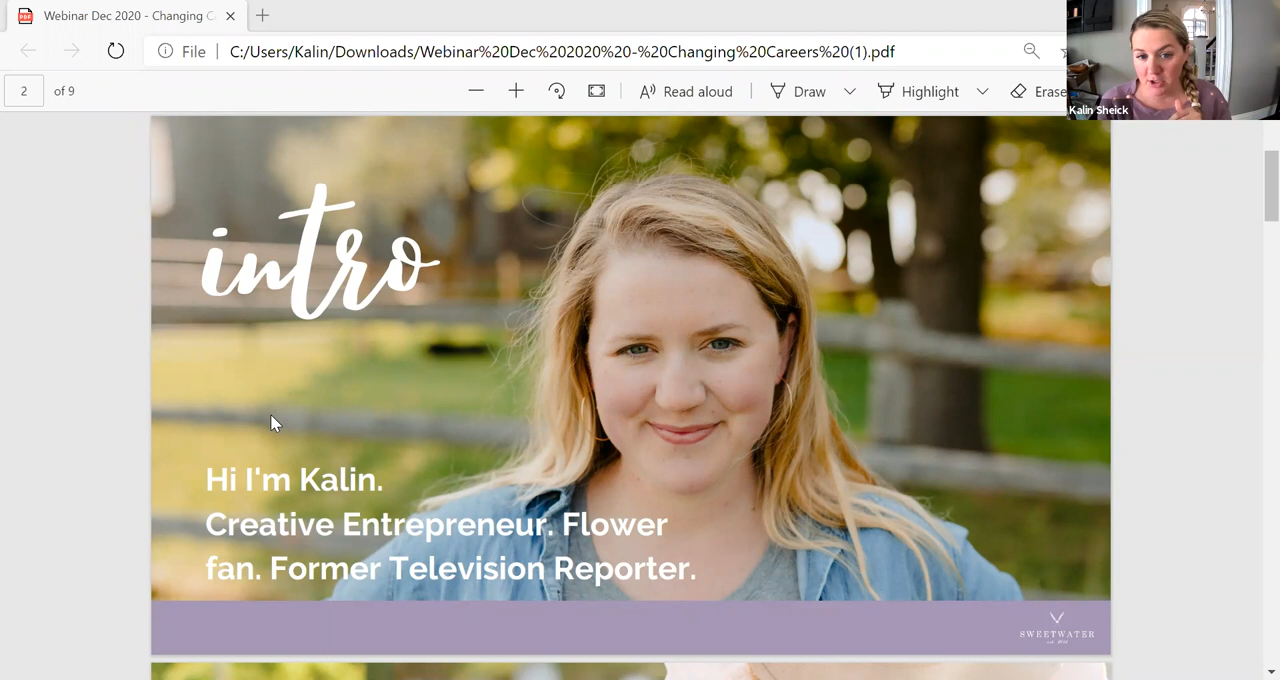 Webinar Dec 2020 - Changing C
File
C:/Users/Kalin/Downloads/Webinar%20Dec%202020%20-%20Changing%20Careers%20(1).pdf
2
of 9
Read aloud
Draw
Highlight
Erase
Kalin Sheick
intro
Hi I'm Kalin.
Creative Entrepreneur. Flower
fan. Former Television Reporter.
SWEETWATER